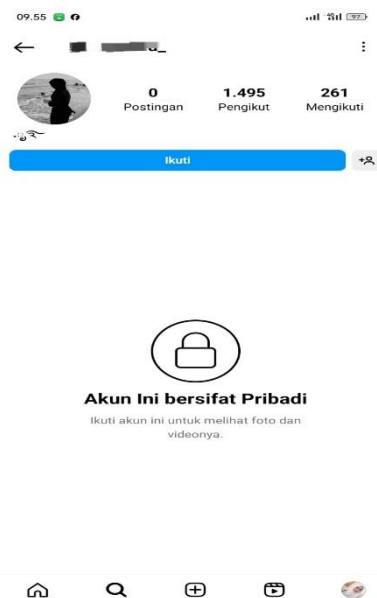 09.55 97
0 1.495 261
Postingan Pengikut Mengikuti
Ikuti
Akun Ini bersifat Pribadi
Ikuti akun ini untuk melihat foto dan
videonya.